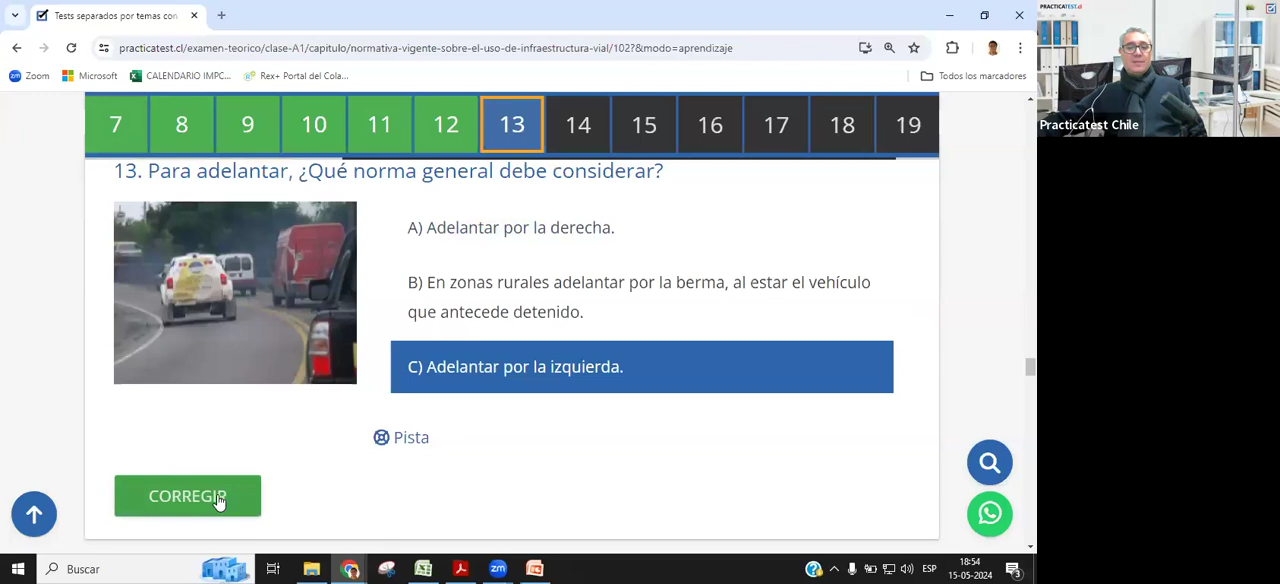 Tests separados por temas con
practicatest.cl/examen-teorico/clase-A1/capitulo/normativa-vigente-sobre-el-uso-de-infraestructura-vial/102?&modo=aprendizaje
Zoom
Microsoft
CALENDARIO IMPC...
Rex+ Portal del Cola...
Todos los marcadores
7
8
9
10
11
12
13
14
15
16
17
18
19
13. Para adelantar, ¿Qué norma general debe considerar?
A) Adelantar por la derecha.
B) En zonas rurales adelantar por la berma, al estar el vehículo
que antecede detenido.
C) Adelantar por la izquierda.
Pista
CORREGIR
PRACTICATEST.cl
Practicatest Chile
Buscar
ESP
18:54
15-05-2024
3